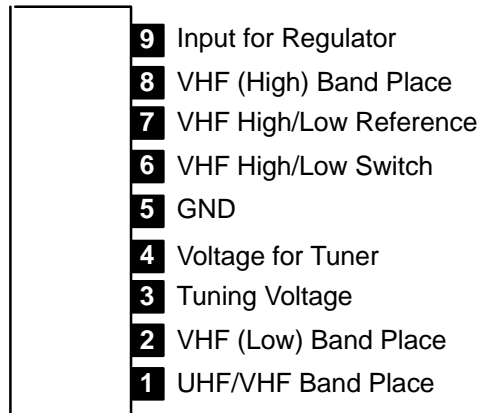 9 Input for Regulator
8 VHF (High) Band Place
7 VHF High/Low Reference
6 VHF High/Low Switch
5 GND
4 Voltage for Tuner
3 Tuning Voltage
2 VHF (Low) Band Place
1 UHF/VHF Band Place